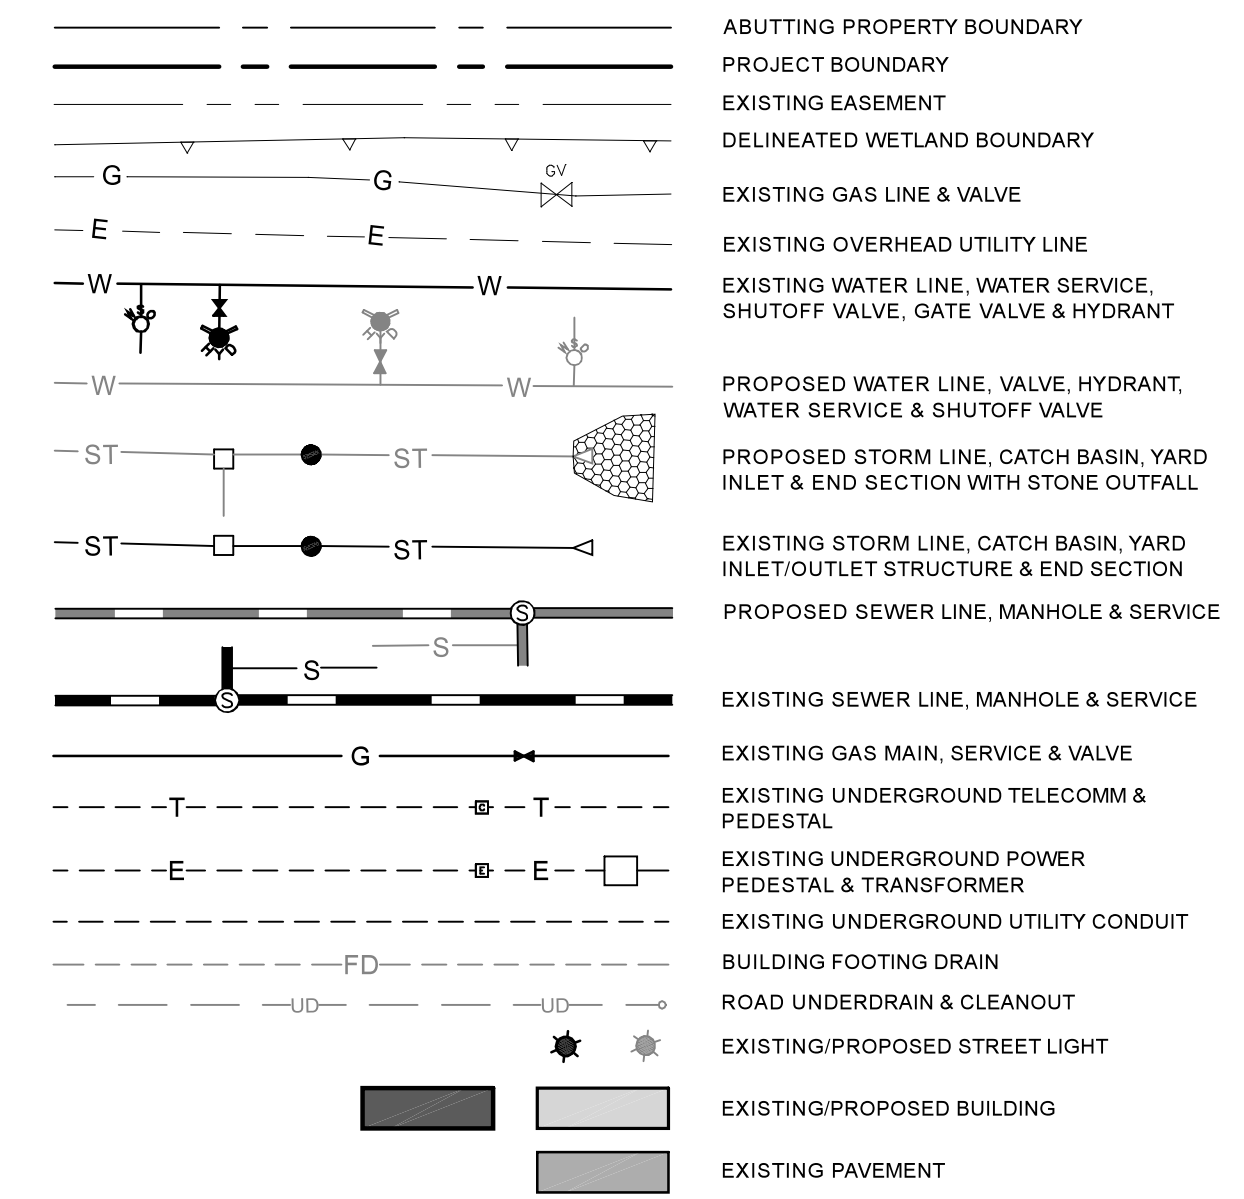 ABUTTING PROPERTY BOUNDARY
PROJECT BOUNDARY
EXISTING EASEMENT
DELINEATED WETLAND BOUNDARY
G G GV
EXISTING GAS LINE & VALVE
E E
EXISTING OVERHEAD UTILITY LINE
W W
EXISTING WATER LINE, WATER SERVICE,
SHUTOFF VALVE, GATE VALVE & HYDRANT
WSO HYD HYD WSO
W W
PROPOSED WATER LINE, VALVE, HYDRANT,
WATER SERVICE & SHUTOFF VALVE
ST ST
PROPOSED STORM LINE, CATCH BASIN, YARD
INLET & END SECTION WITH STONE OUTFALL
ST ST
EXISTING STORM LINE, CATCH BASIN, YARD
INLET/OUTLET STRUCTURE & END SECTION
S
PROPOSED SEWER LINE, MANHOLE & SERVICE
S
S
S
EXISTING SEWER LINE, MANHOLE & SERVICE
G
EXISTING GAS MAIN, SERVICE & VALVE
T C T
EXISTING UNDERGROUND TELECOMM &
PEDESTAL
E E E
EXISTING UNDERGROUND POWER
PEDESTAL & TRANSFORMER
EXISTING UNDERGROUND UTILITY CONDUIT
FD
BUILDING FOOTING DRAIN
UD UD
ROAD UNDERDRAIN & CLEANOUT
EXISTING/PROPOSED STREET LIGHT
EXISTING/PROPOSED BUILDING
EXISTING PAVEMENT